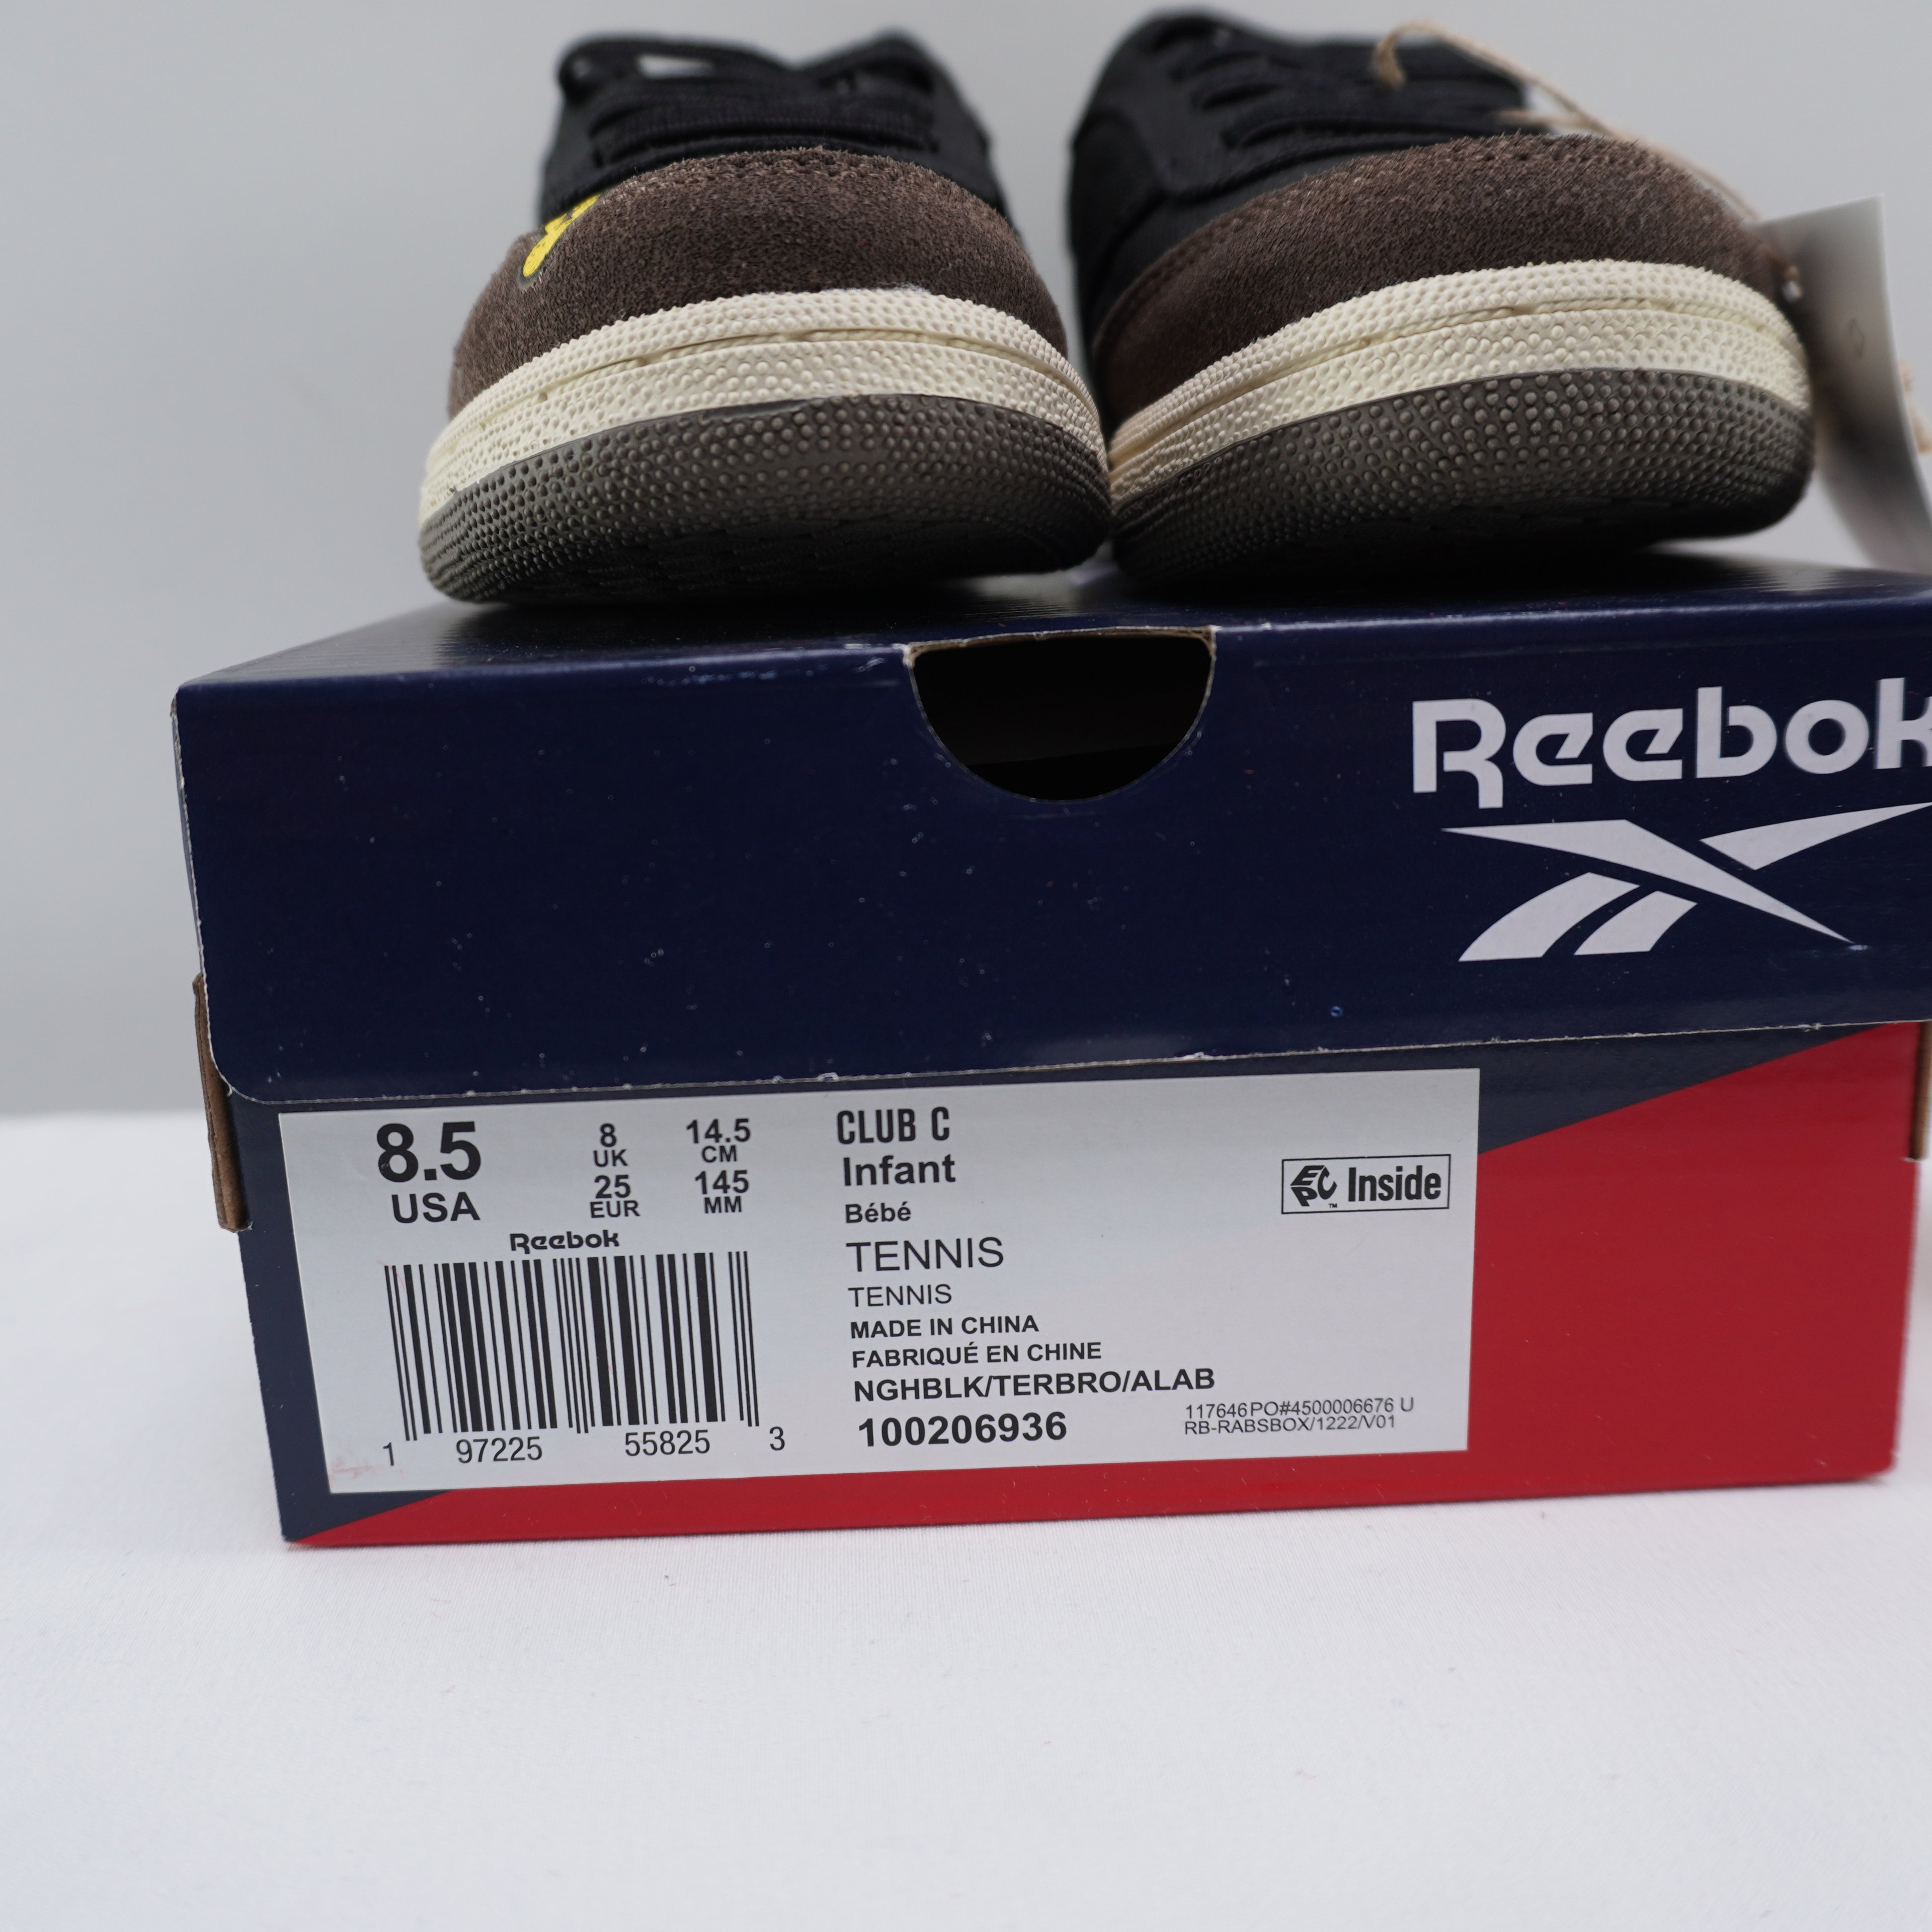 Reebok
8.5
USA
8
UK
25
EUR
14.5
CM
145
MM
Reebok
1 97225 55825 3
CLUB C
Infant
Bébé
TENNIS
TENNIS
MADE IN CHINA
FABRIQUÉ EN CHINE
NGHBLK/TERBRO/ALAB
100206936
EPC Inside
TM
117646PO#4500006676 U
RB-RABSBOX/1222/V01